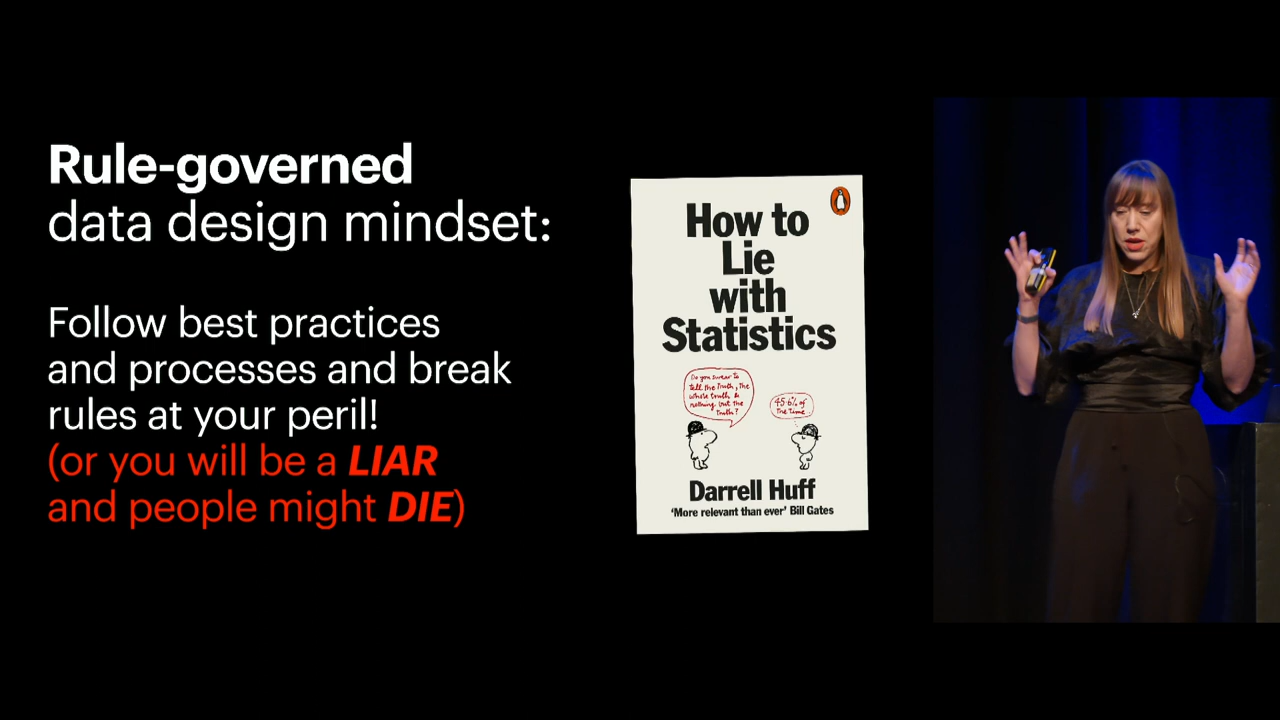 Rule-governed
data design mindset:
Follow best practices
and processes and break
rules at your peril!
(or you will be a LIAR
and people might DIE)
How to
Lie
with
Statistics
Do you swear to
tell the truth, the
whole truth &
nothing but the
truth?
45.6% of
the time
Darrell Huff
‘More relevant than ever’ Bill Gates